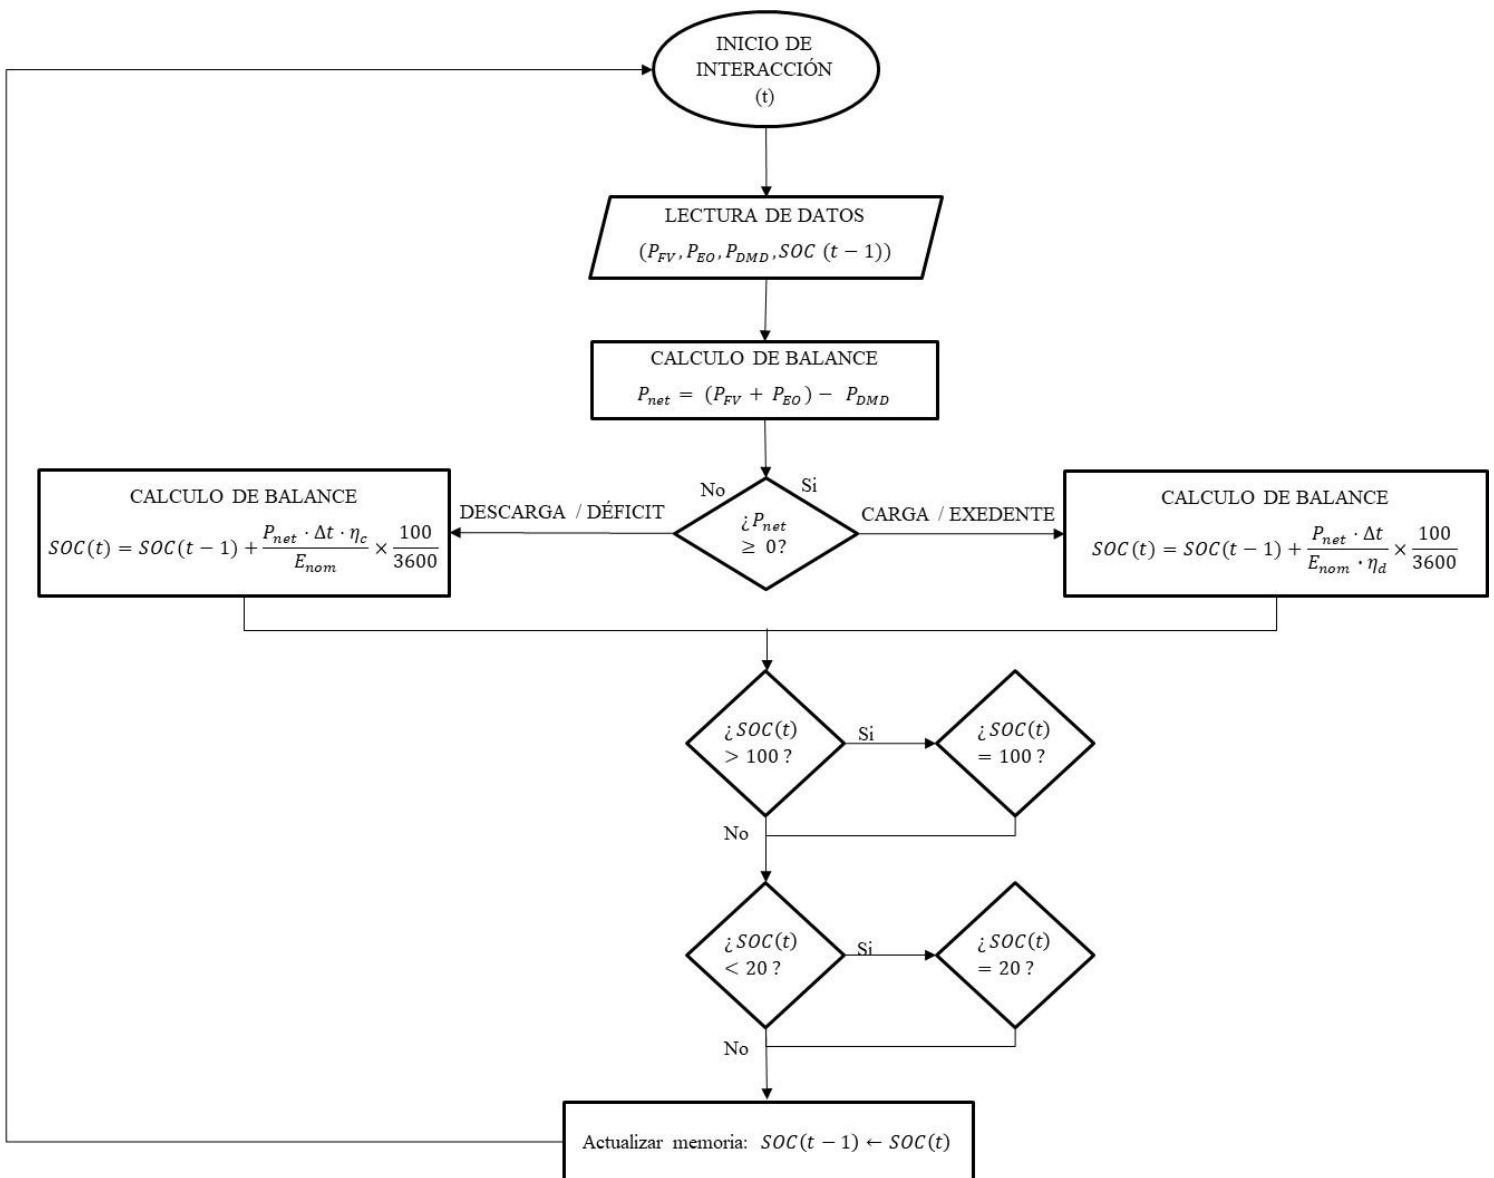 INICIO DE
INTERACCIÓN
(t)
LECTURA DE DATOS
(P_FV, P_EO, P_DMD, SOC (t − 1))
CALCULO DE BALANCE
P_net = (P_FV + P_EO) − P_DMD
CALCULO DE BALANCE
SOC(t) = SOC(t − 1) + (P_net · Δt · η_c)/E_nom × 100/3600
DESCARGA / DÉFICIT
No
Si
¿P_net
≥ 0?
CARGA / EXEDENTE
CALCULO DE BALANCE
SOC(t) = SOC(t − 1) + (P_net · Δt)/(E_nom · η_d) × 100/3600
¿SOC(t)
> 100 ?
Si
¿SOC(t)
= 100 ?
No
¿SOC(t)
< 20 ?
Si
¿SOC(t)
= 20 ?
No
Actualizar memoria: SOC(t − 1) ← SOC(t)